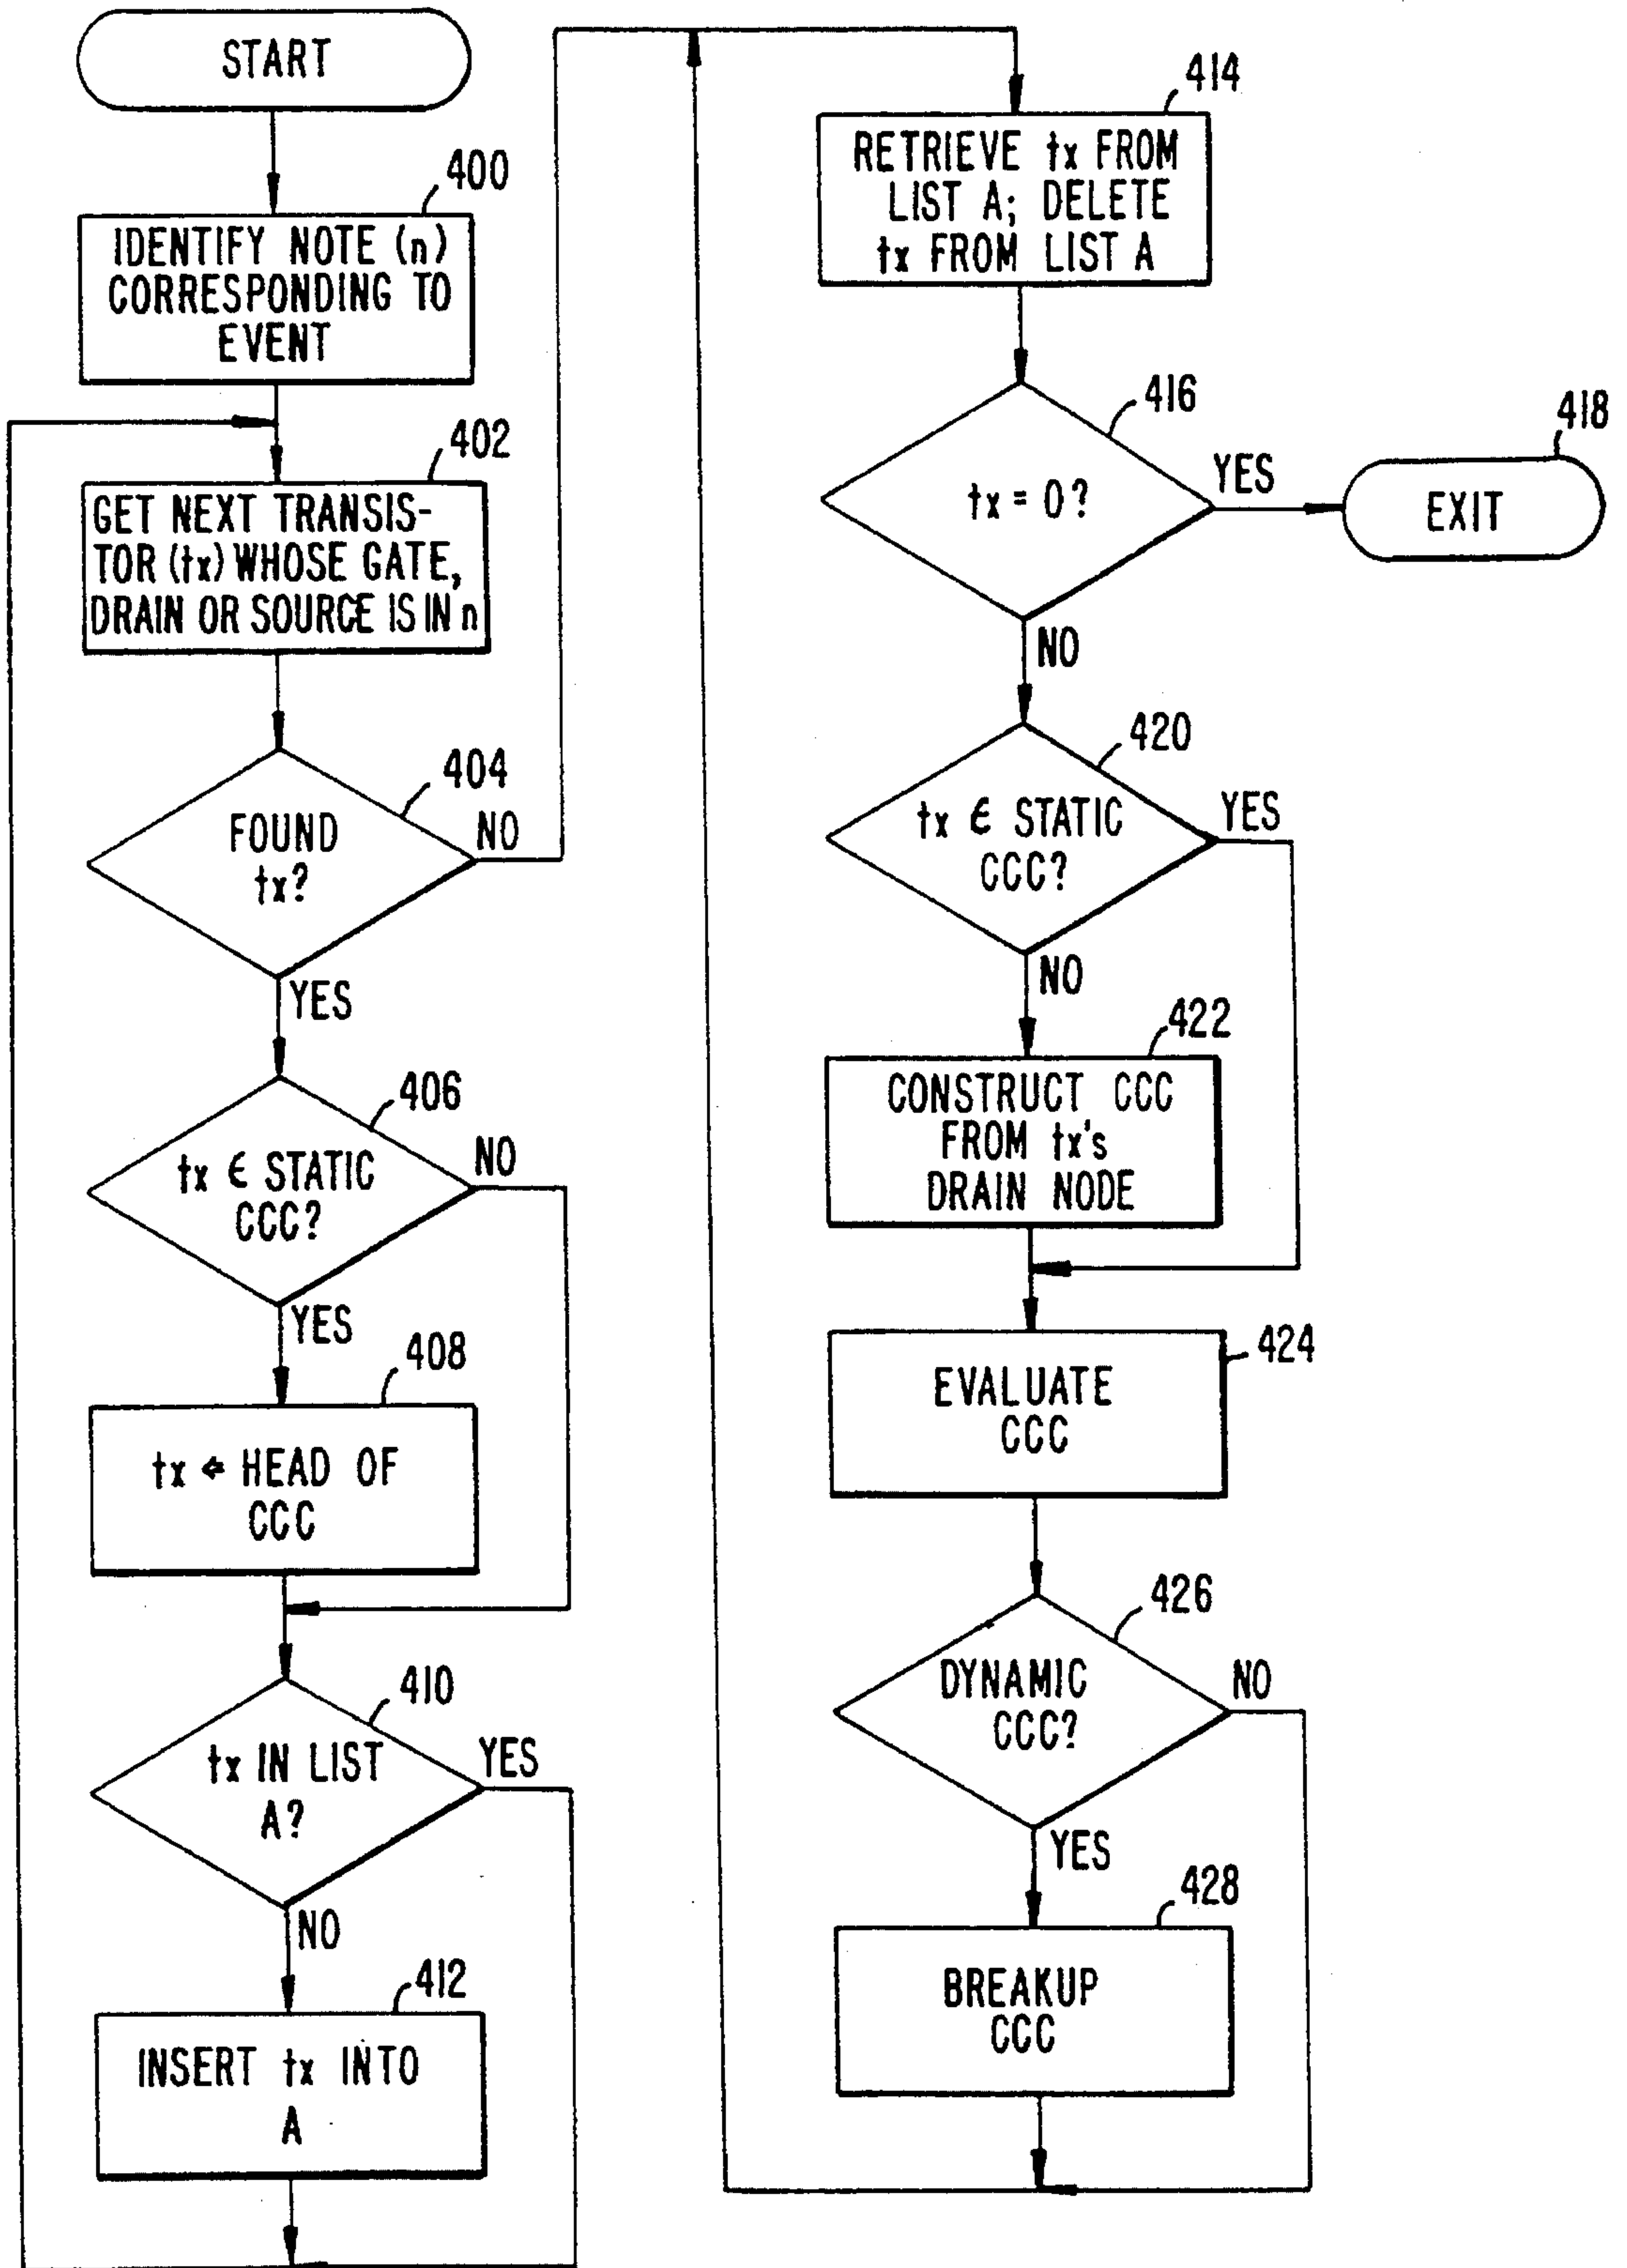 START
400
IDENTIFY NOTE (n)
CORRESPONDING TO
EVENT
402
GET NEXT TRANSIS-
TOR (tx) WHOSE GATE,
DRAIN OR SOURCE IS IN n
404
FOUND
tx?
NO
YES
406
tx ϵ STATIC
CCC?
NO
YES
408
tx ⇐ HEAD OF
CCC
410
tx IN LIST
A?
YES
NO
412
INSERT tx INTO
A
414
RETRIEVE tx FROM
LIST A; DELETE
tx FROM LIST A
416
tx = 0?
YES
418
EXIT
NO
420
tx ϵ STATIC
CCC?
YES
NO
422
CONSTRUCT CCC
FROM tx's
DRAIN NODE
424
EVALUATE
CCC
426
DYNAMIC
CCC?
NO
YES
428
BREAKUP
CCC